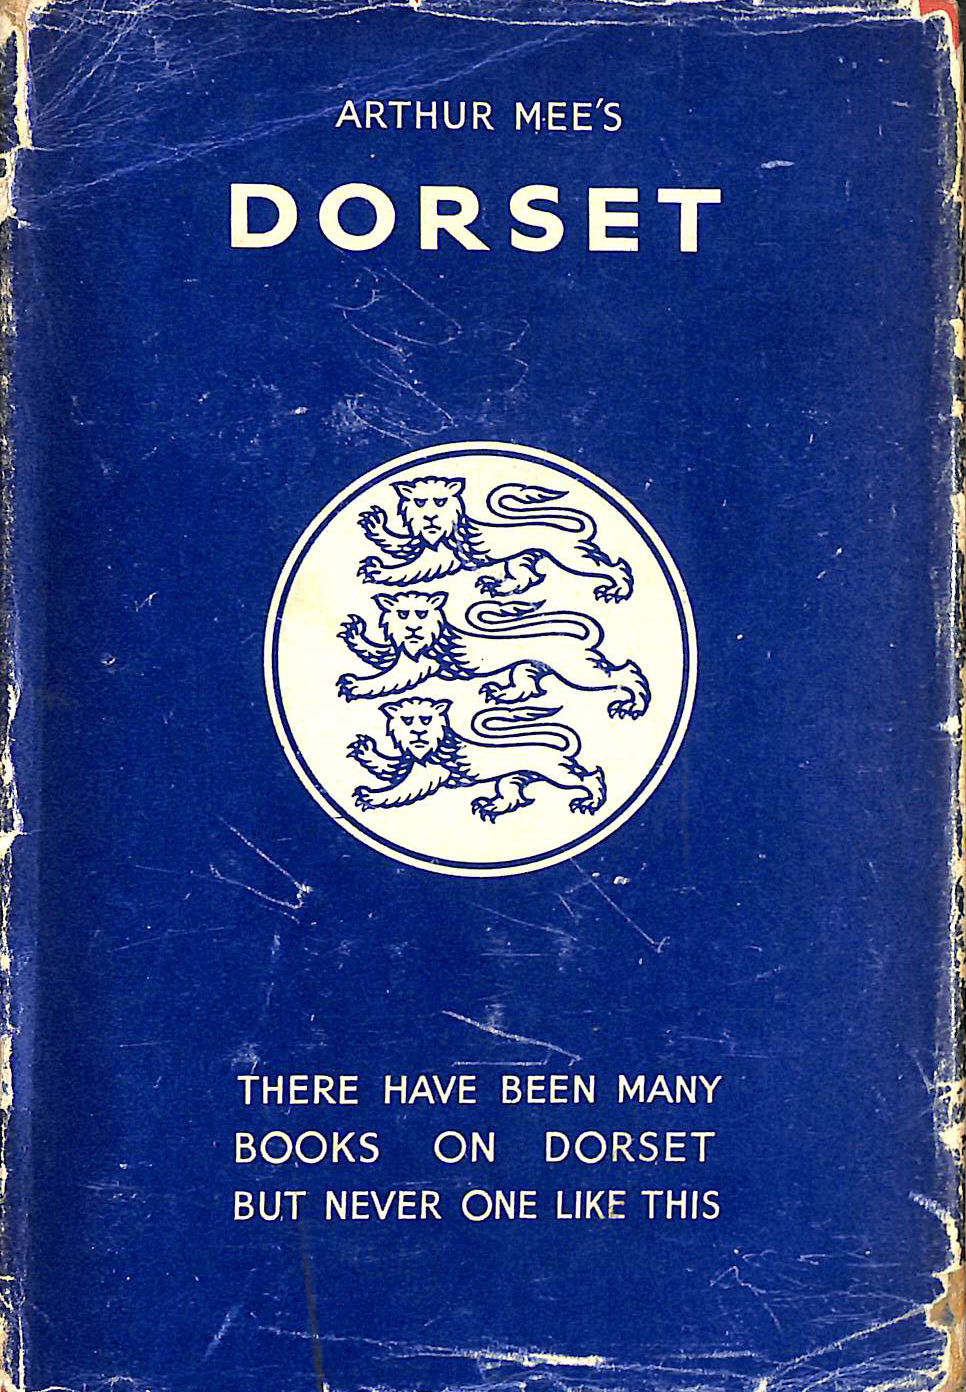 ARTHUR MEE'S
DORSET
THERE HAVE BEEN MANY
BOOKS ON DORSET
BUT NEVER ONE LIKE THIS